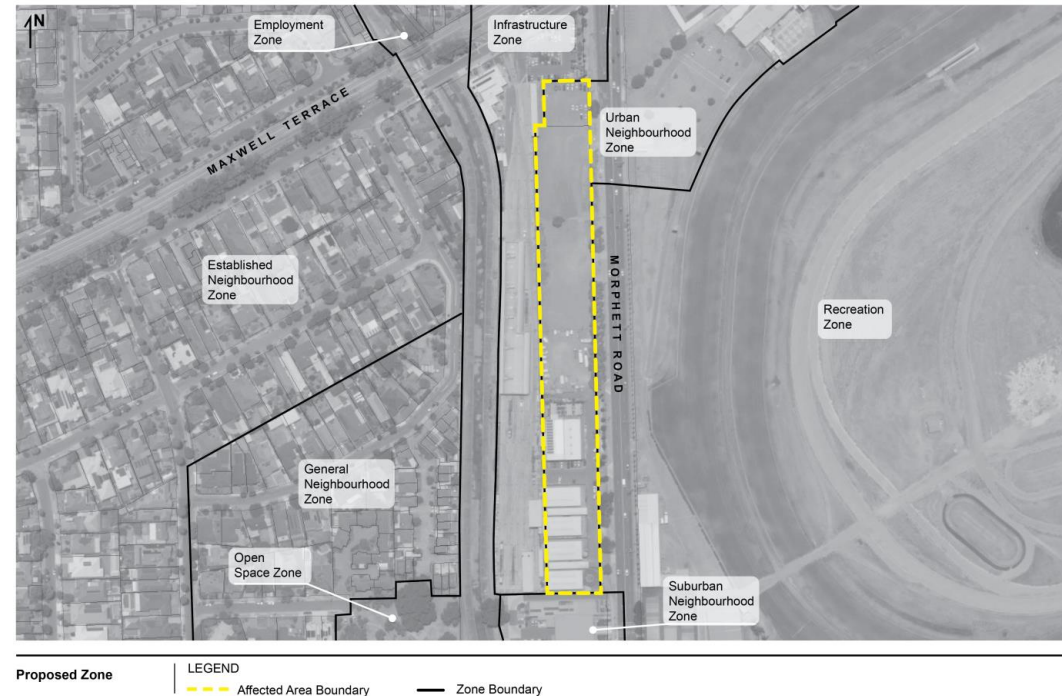 N
Employment
Zone
Infrastructure
Zone
MAXWELL TERRACE
Urban
Neighbourhood
Zone
Established
Neighbourhood
Zone
MORPHETT ROAD
Recreation
Zone
General
Neighbourhood
Zone
Open
Space Zone
Suburban
Neighbourhood
Zone
Proposed Zone
LEGEND
Affected Area Boundary
Zone Boundary